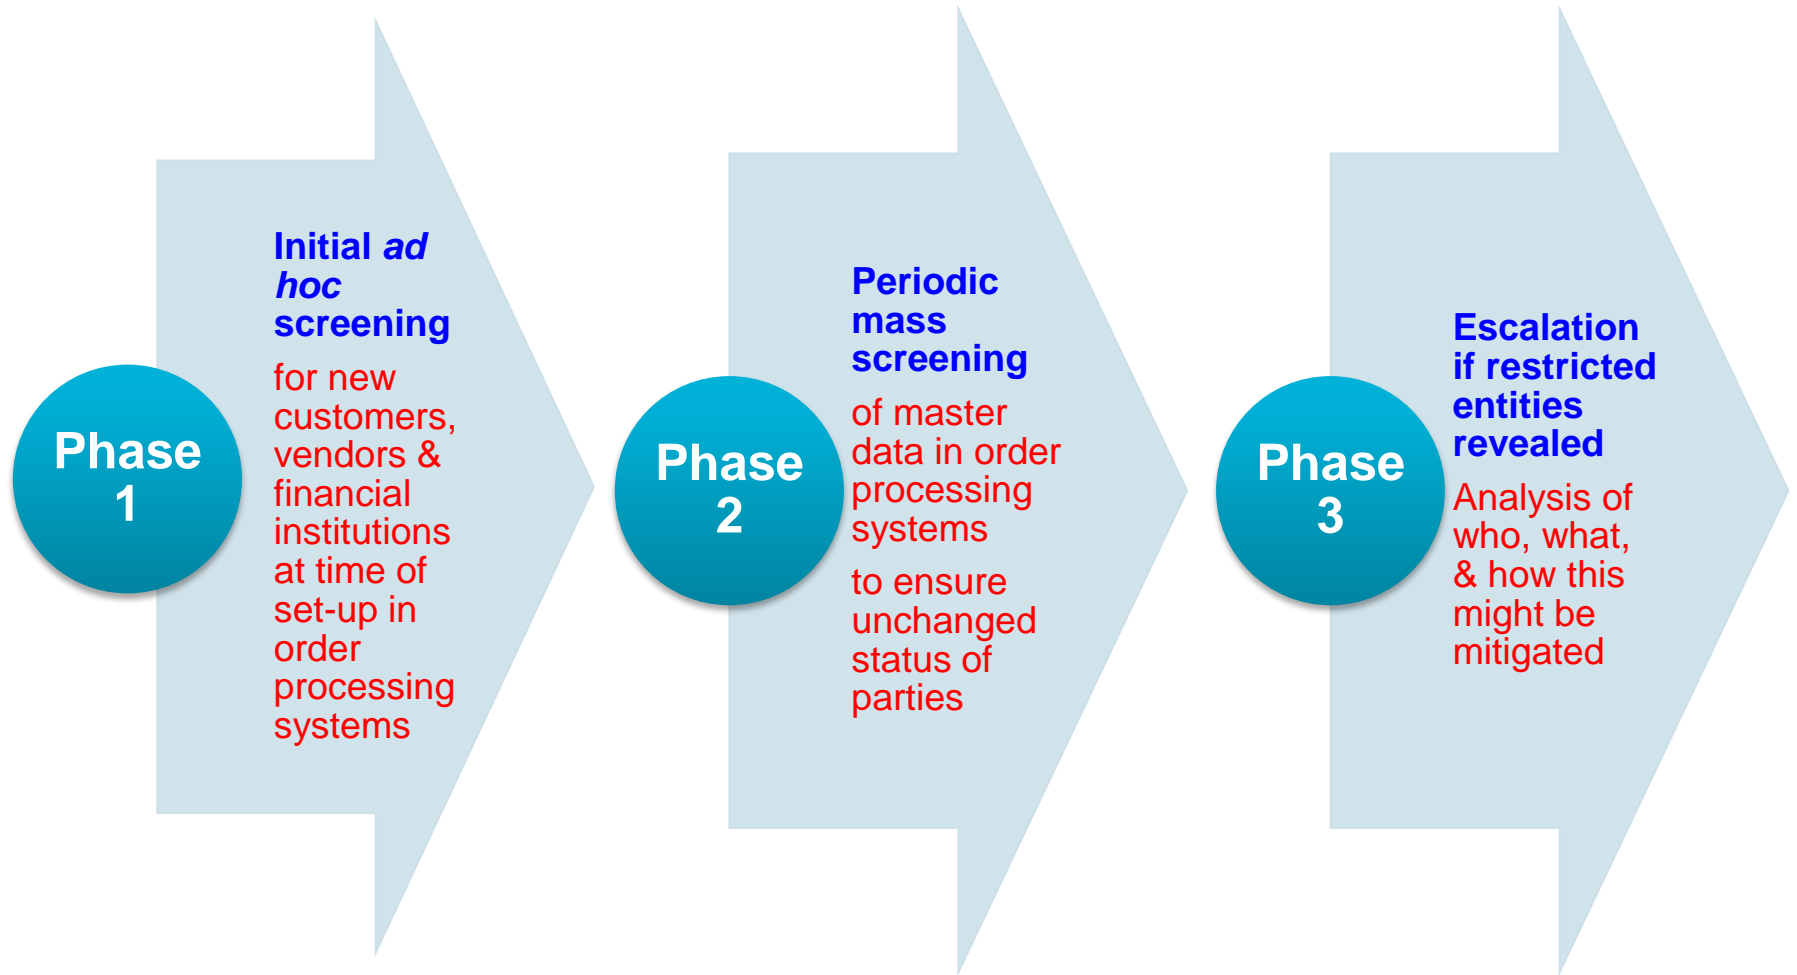 Phase
1
Initial ad
hoc
screening
for new
customers,
vendors &
financial
institutions
at time of
set-up in
order
processing
systems
Phase
2
Periodic
mass
screening
of master
data in order
processing
systems
to ensure
unchanged
status of
parties
Phase
3
Escalation
if restricted
entities
revealed
Analysis of
who, what,
& how this
might be
mitigated